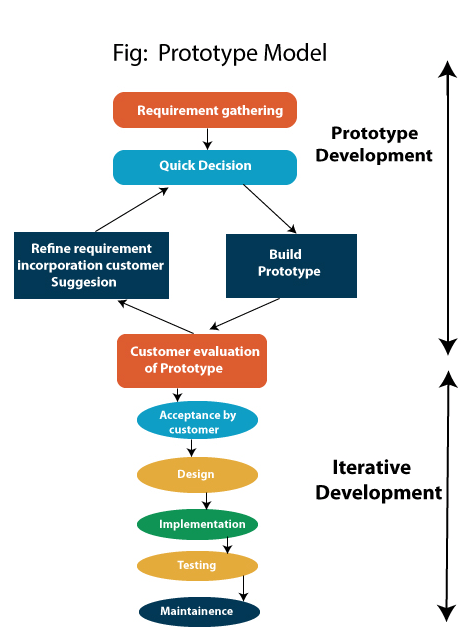 Fig: Prototype Model
Requirement gathering
Prototype
Development
Quick Decision
Refine requirement
incorporation customer
Suggesion
Build
Prototype
Customer evaluation
of Prototype
Acceptance by
customer
Iterative
Development
Design
Implementation
Testing
Maintainence